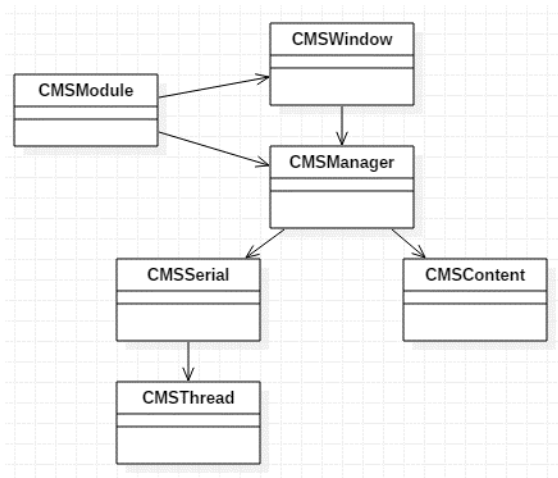 CMSWindow
CMSModule
CMSManager
CMSSerial
CMSContent
CMSThread